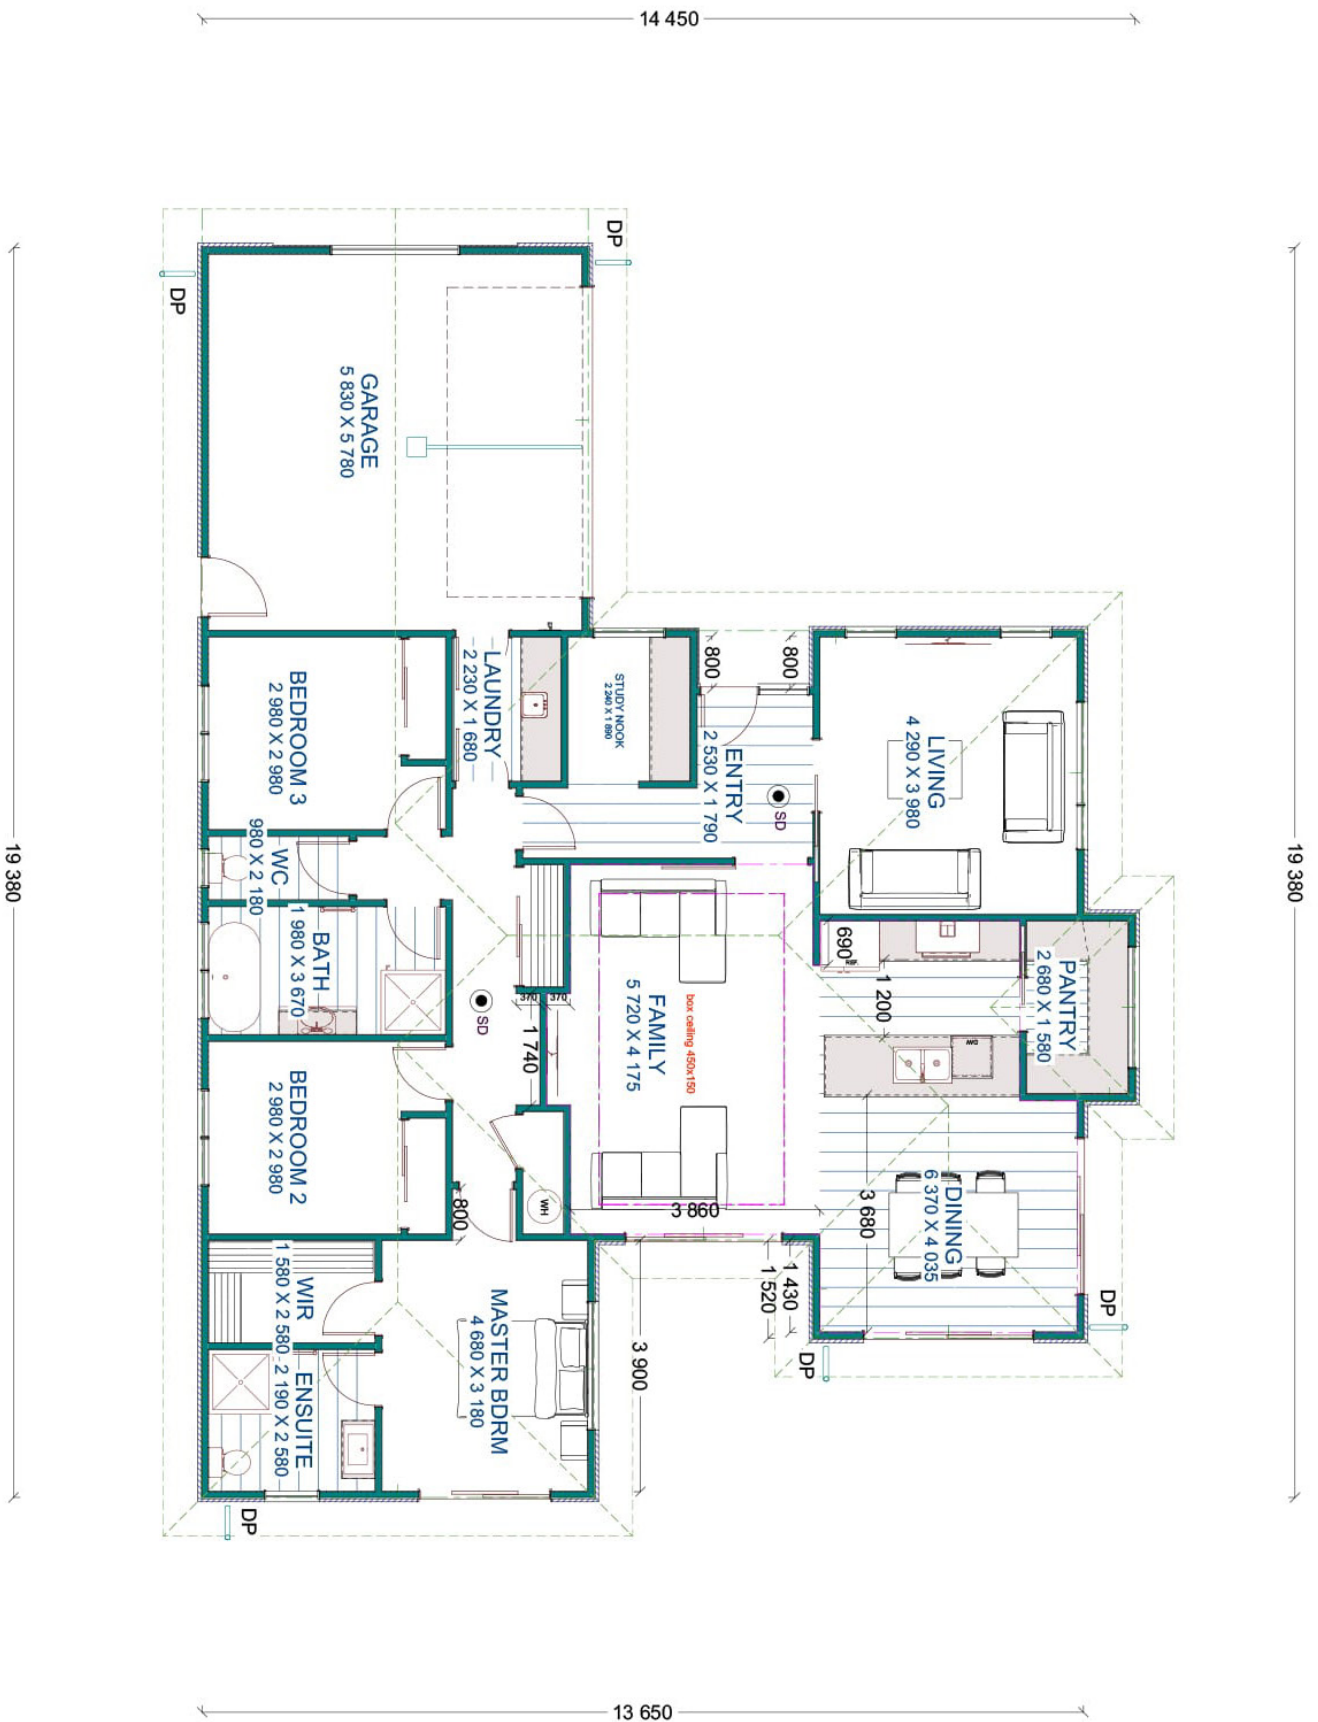 14 450
DP
DP
GARAGE
5 830 X 5 780
19 380
19 380
BEDROOM 3
2 980 X 2 980
LAUNDRY
2 230 X 1 680
STUDY NOOK
2 240 X 1 890
800
800
ENTRY
2 530 X 1 790
SD
LIVING
4 290 X 3 980
WC
980 X 2 180
BATH
1 980 X 3 670
SD
370
370
1 740
FAMILY
5 720 X 4 175
box ceiling 450x150
690
REF.
1 200
PANTRY
2 680 X 1 580
BEDROOM 2
2 980 X 2 980
800
WH
3 860
3 680
DINING
6 370 X 4 035
WIR
1 580 X 2 580
ENSUITE
2 190 X 2 580
MASTER BDRM
4 680 X 3 180
3 900
1 430
1 520
DP
DP
DP
13 650